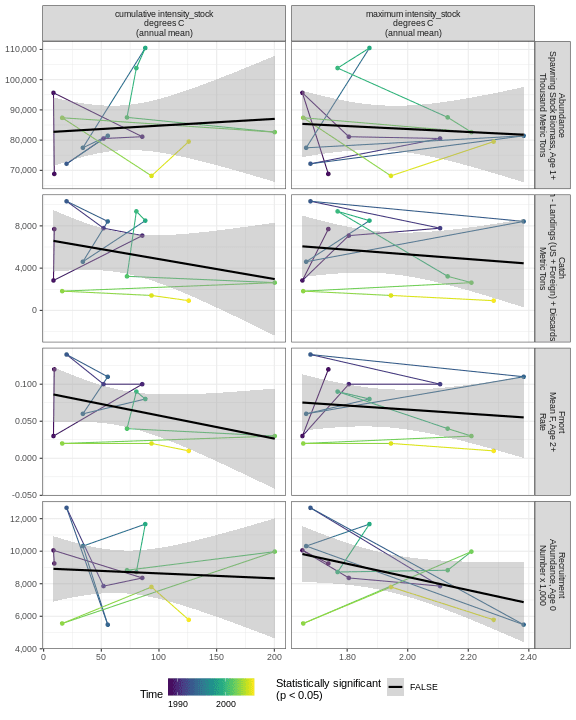 cumulative intensity_stock
degrees C
(annual mean)
maximum intensity_stock
degrees C
(annual mean)
110,000
100,000
90,000
80,000
70,000
Abundance
Spawning Stock Biomass, Age 1+
Thousand Metric Tons
8,000
4,000
0
Catch
- Landings (US + Foreign) + Discards
Metric Tons
0.100
0.050
0.000
-0.050
Fmort
Mean F, Age 2+
Rate
12,000
10,000
8,000
6,000
4,000
Recruitment
Abundance, Age 0
Number x 1,000
0
50
100
150
200
1.80
2.00
2.20
2.40
Time
1990
2000
Statistically significant
(p < 0.05)
FALSE